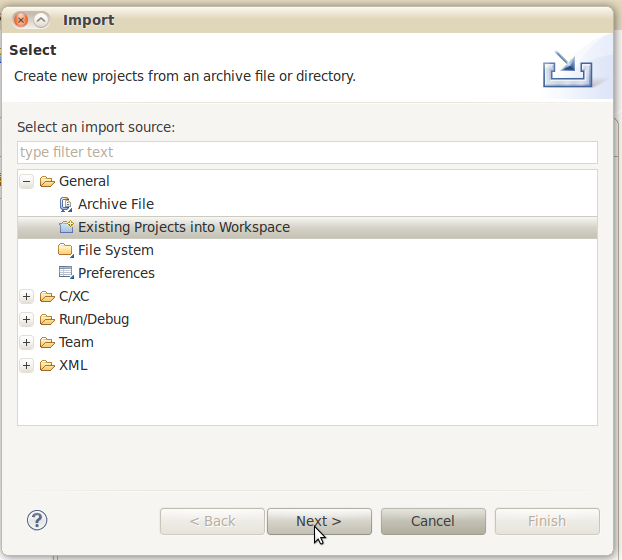 Import
Select
Create new projects from an archive file or directory.
Select an import source:
type filter text
General
Archive File
Existing Projects into Workspace
File System
Preferences
C/XC
Run/Debug
Team
XML
?
< Back
Next >
Cancel
Finish